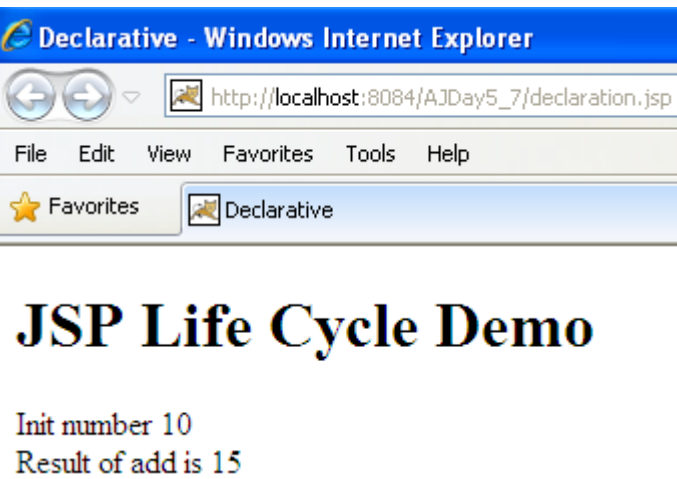 Declarative - Windows Internet Explorer
http://localhost:8084/AJDay5_7/declaration.jsp
File Edit View Favorites Tools Help
Favorites Declarative
JSP Life Cycle Demo
Init number 10
Result of add is 15